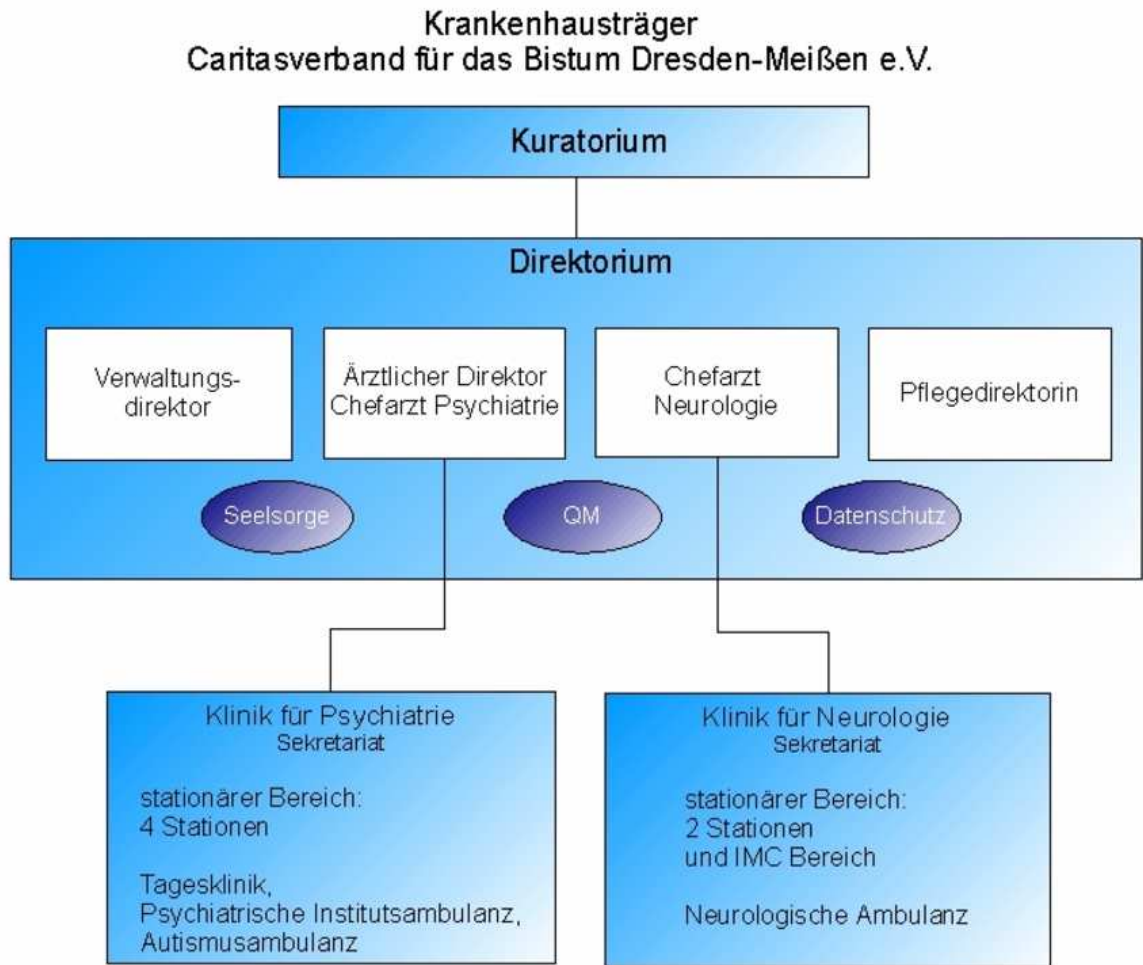 Krankenhausträger
Caritasverband für das Bistum Dresden-Meißen e.V.
Kuratorium
Direktorium
Verwaltungs-
direktor
Ärztlicher Direktor
Chefarzt Psychiatrie
Chefarzt
Neurologie
Pflegedirektorin
Seelsorge
QM
Datenschutz
Klinik für Psychiatrie
Sekretariat
stationärer Bereich:
4 Stationen
Tagesklinik,
Psychiatrische Institutsambulanz,
Autismusambulanz
Klinik für Neurologie
Sekretariat
stationärer Bereich:
2 Stationen
und IMC Bereich
Neurologische Ambulanz